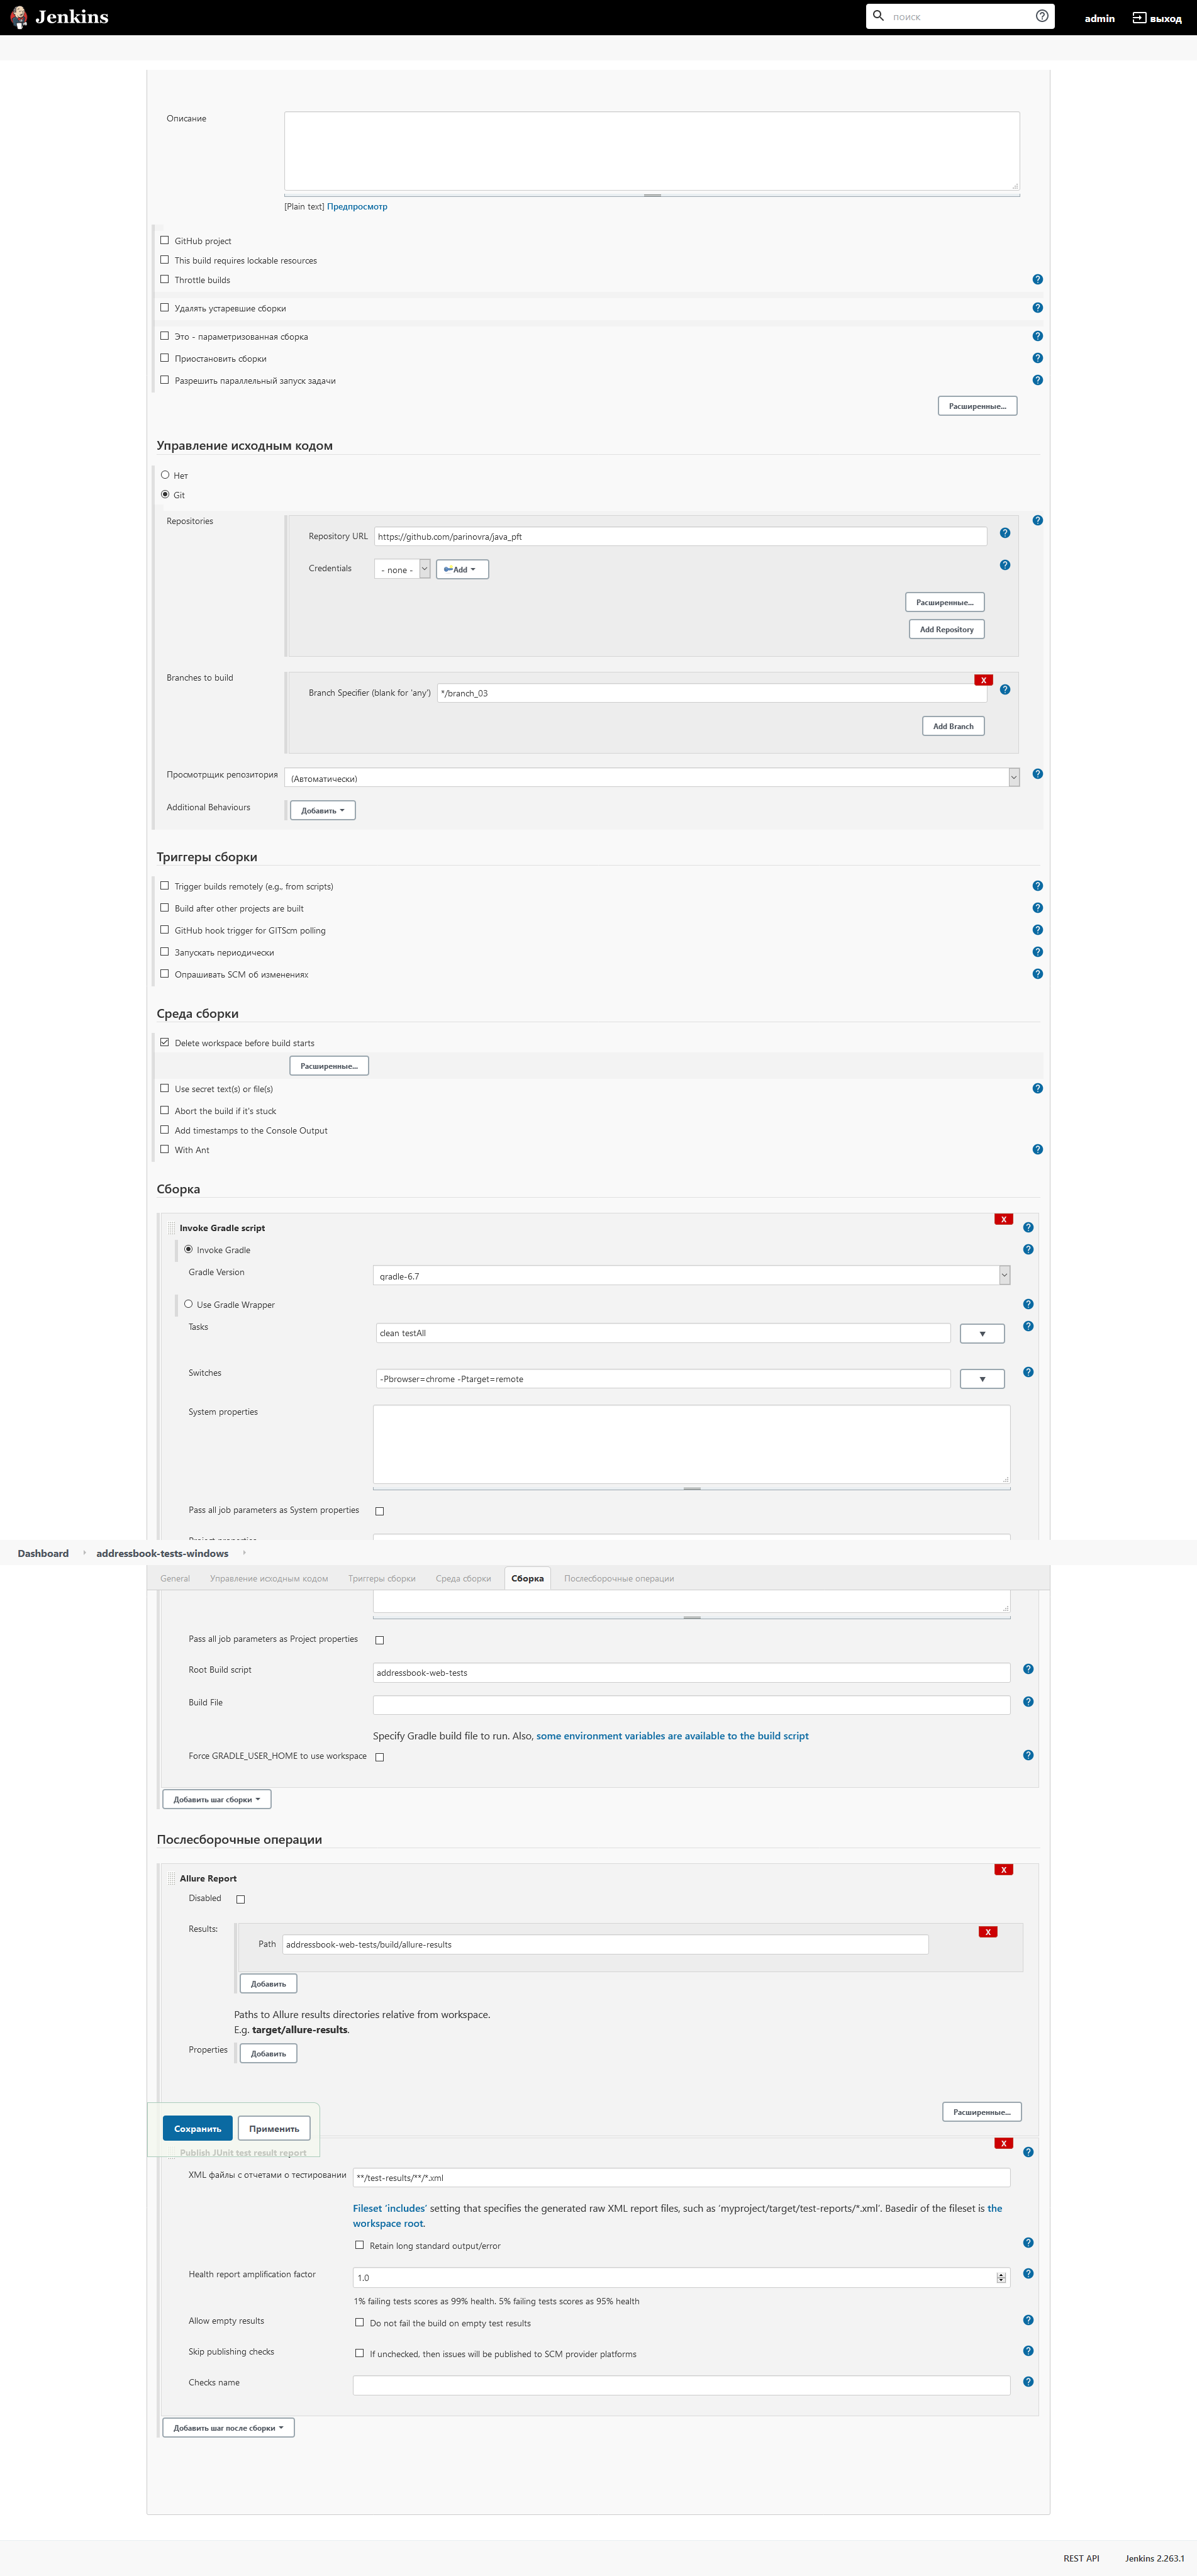 Jenkins
поиск
admin
выход
Описание
[Plain text] Предпросмотр
GitHub project
This build requires lockable resources
Throttle builds
Удалять устаревшие сборки
Это - параметризованная сборка
Приостановить сборки
Разрешить параллельный запуск задачи
Расширенные...
Управление исходным кодом
Нет
Git
Repositories
Repository URL
https://github.com/parinovra/java_pft
Credentials
- none -
Add
Расширенные...
Add Repository
Branches to build
X
Branch Specifier (blank for 'any')
*/branch_03
Add Branch
Просмотрщик репозитория
(Автоматически)
Additional Behaviours
Добавить
Триггеры сборки
Trigger builds remotely (e.g., from scripts)
Build after other projects are built
GitHub hook trigger for GITScm polling
Запускать периодически
Опрашивать SCM об изменениях
Среда сборки
Delete workspace before build starts
Расширенные...
Use secret text(s) or file(s)
Abort the build if it's stuck
Add timestamps to the Console Output
With Ant
Сборка
X
Invoke Gradle script
Invoke Gradle
Gradle Version
gradle-6.7
Use Gradle Wrapper
Tasks
clean testAll
Switches
-Pbrowser=chrome -Ptarget=remote
System properties
Pass all job parameters as System properties
Project properties
Dashboard
addressbook-tests-windows
General
Управление исходным кодом
Триггеры сборки
Среда сборки
Сборка
Послесборочные операции
Pass all job parameters as Project properties
Root Build script
addressbook-web-tests
Build File
Specify Gradle build file to run. Also, some environment variables are available to the build script
Force GRADLE_USER_HOME to use workspace
Добавить шаг сборки
Послесборочные операции
X
Allure Report
Disabled
Results:
X
Path
addressbook-web-tests/build/allure-results
Добавить
Paths to Allure results directories relative from workspace.
E.g. target/allure-results.
Properties
Добавить
Расширенные...
Сохранить
Применить
X
Publish JUnit test result report
XML файлы с отчетами о тестировании
**/test-results/**/*.xml
Fileset 'includes' setting that specifies the generated raw XML report files, such as 'myproject/target/test-reports/*.xml'. Basedir of the fileset is the
workspace root.
Retain long standard output/error
Health report amplification factor
1.0
1% failing tests scores as 99% health. 5% failing tests scores as 95% health
Allow empty results
Do not fail the build on empty test results
Skip publishing checks
If unchecked, then issues will be published to SCM provider platforms
Checks name
Добавить шаг после сборки
REST API
Jenkins 2.263.1